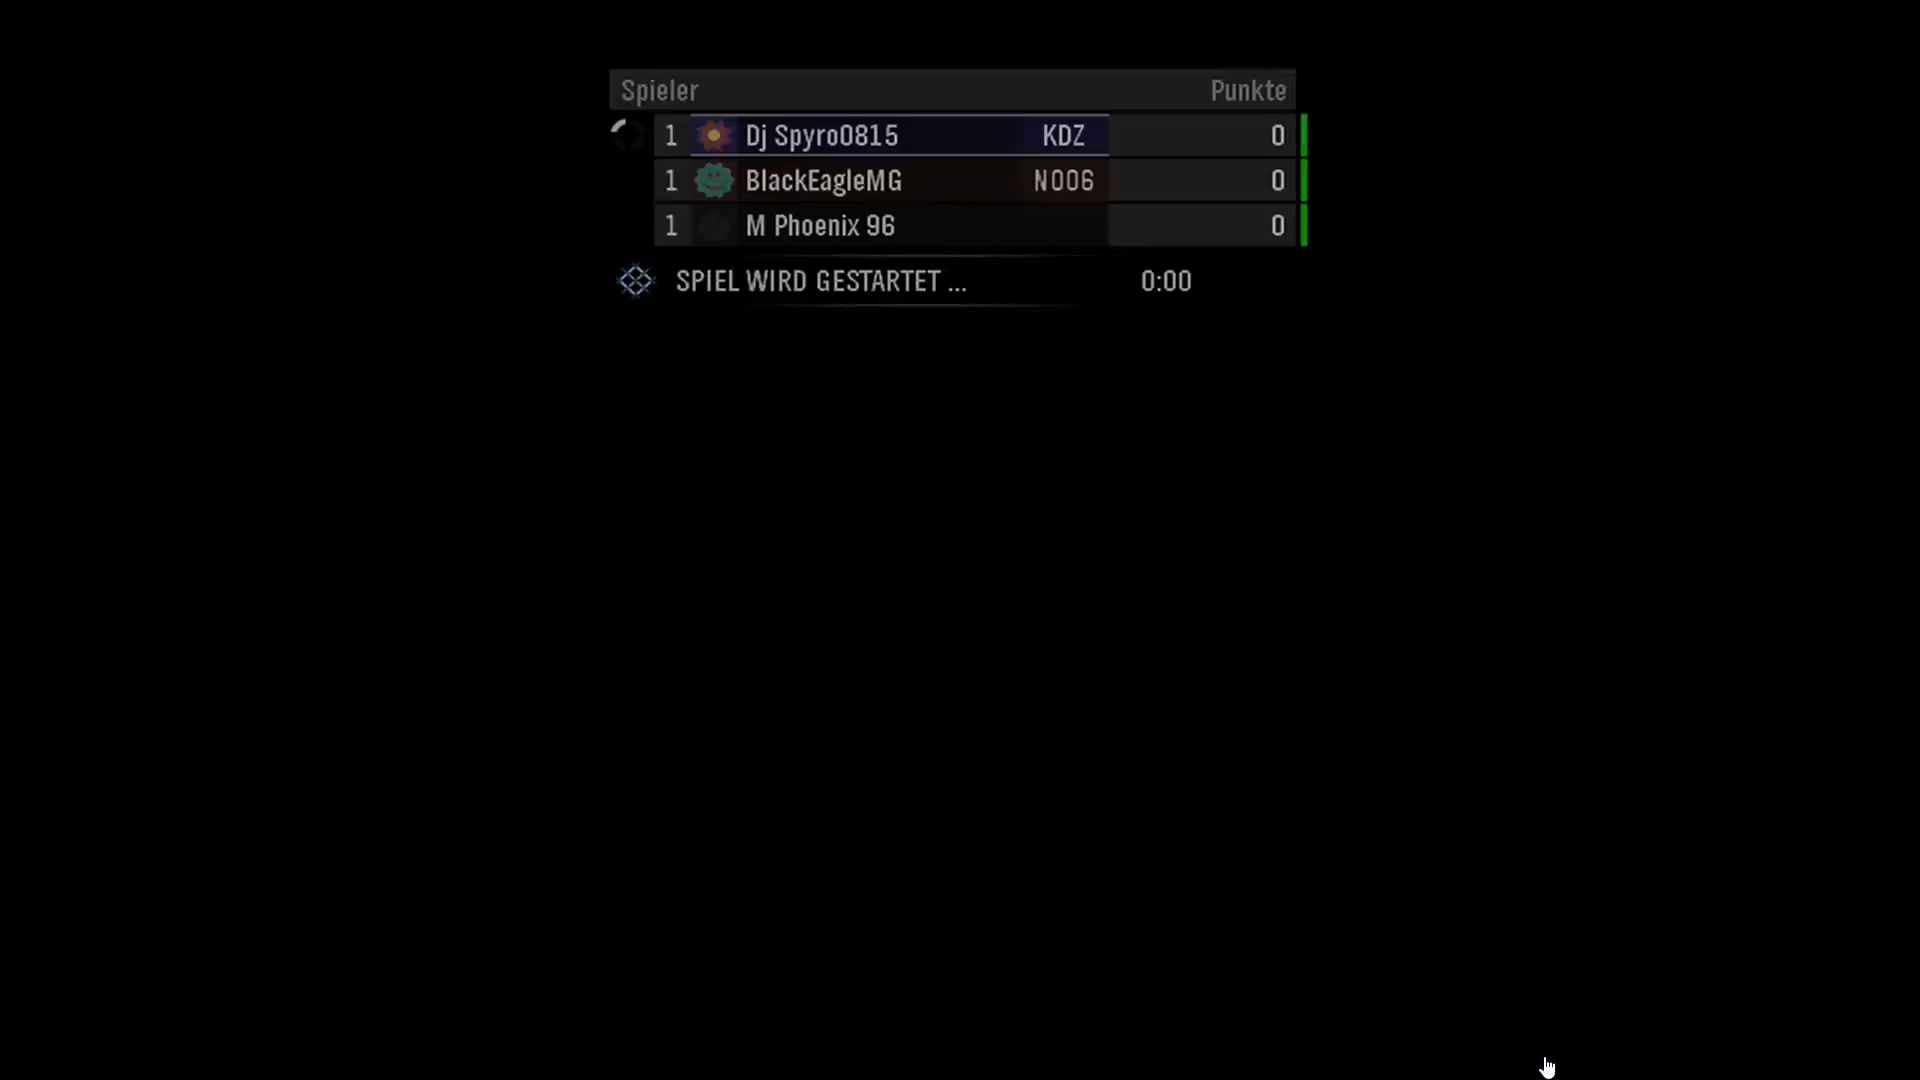 Spieler Punkte
1 Dj Spyro0815 KDZ 0
1 BlackEagleMG N006 0
1 M Phoenix 96 0
SPIEL WIRD GESTARTET ... 0:00